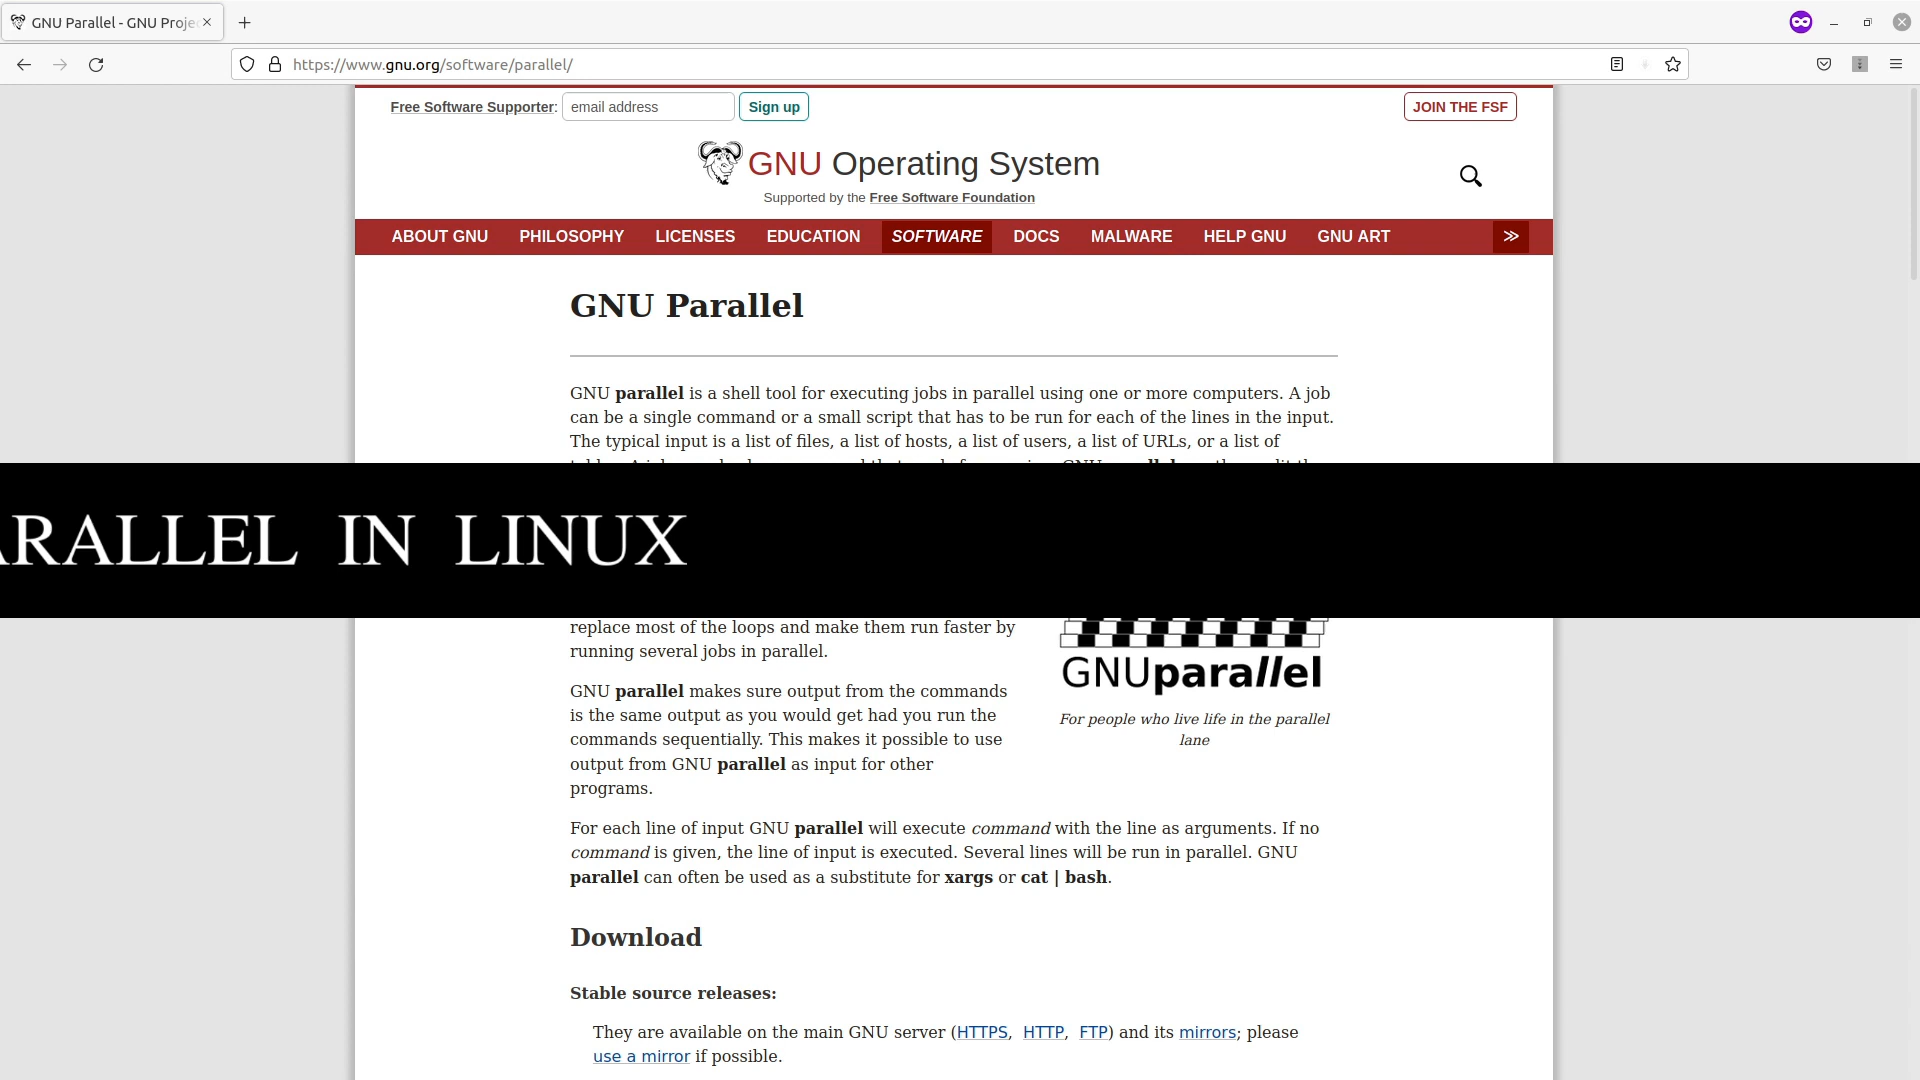 GNU Parallel - GNU Proje
https://www.gnu.org/software/parallel/
Free Software Supporter: email address Sign up
JOIN THE FSF
GNU Operating System
Supported by the Free Software Foundation
ABOUT GNU PHILOSOPHY LICENSES EDUCATION SOFTWARE DOCS MALWARE HELP GNU GNU ART ≫
GNU Parallel
GNU parallel is a shell tool for executing jobs in parallel using one or more computers. A job
can be a single command or a small script that has to be run for each of the lines in the input.
The typical input is a list of files, a list of hosts, a list of users, a list of URLs, or a list of
RALLEL IN LINUX
replace most of the loops and make them run faster by
running several jobs in parallel.
GNU parallel makes sure output from the commands
is the same output as you would get had you run the
commands sequentially. This makes it possible to use
output from GNU parallel as input for other
programs.
GNUparallel
For people who live life in the parallel
lane
For each line of input GNU parallel will execute command with the line as arguments. If no
command is given, the line of input is executed. Several lines will be run in parallel. GNU
parallel can often be used as a substitute for xargs or cat | bash.
Download
Stable source releases:
They are available on the main GNU server (HTTPS, HTTP, FTP) and its mirrors; please
use a mirror if possible.